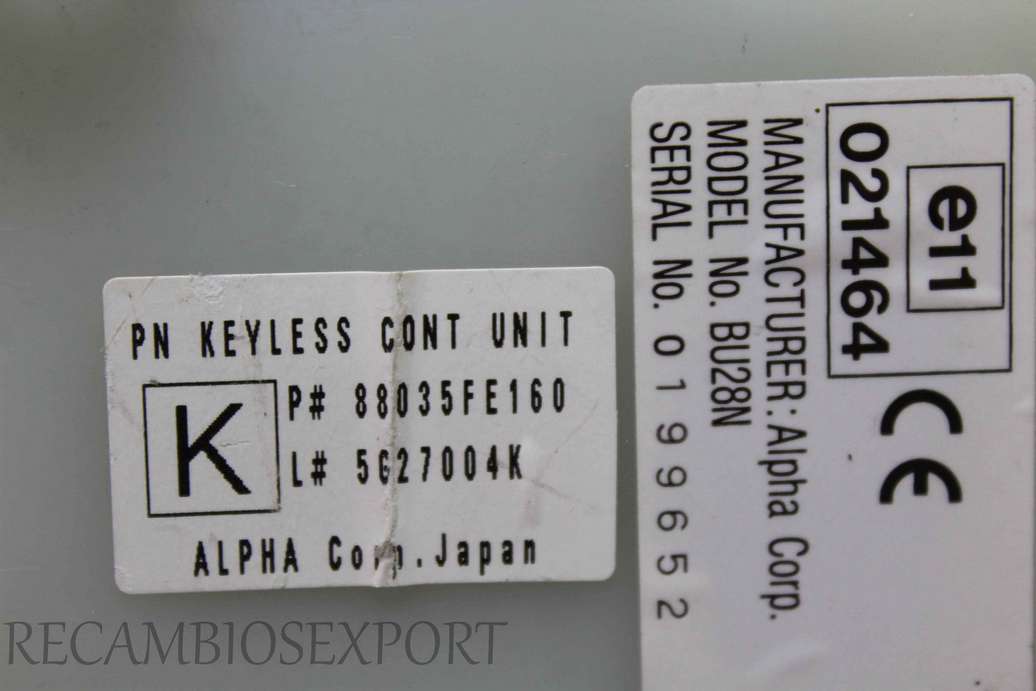 PN KEYLESS CONT UNIT
K
P# 88035FE160
L# 5G27004K
ALPHA Corp.Japan
e11
021464
CE
MANUFACTURER:Alpha Corp.
MODEL No. BU28N
SERIAL No. 0199652
RECAMBIOSEXPORT